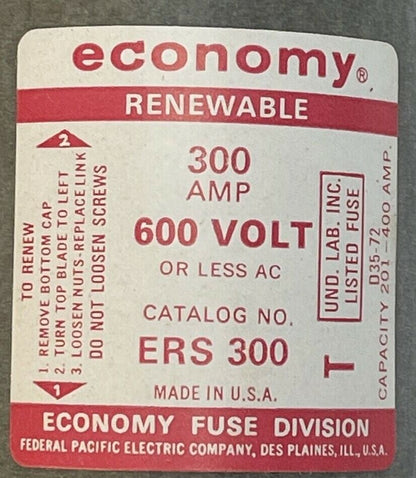 economy®
RENEWABLE
300
AMP
600 VOLT
OR LESS AC
CATALOG NO.
ERS 300
MADE IN U.S.A.
TO RENEW
1. REMOVE BOTTOM CAP
2. TURN TOP BLADE TO LEFT
3. LOOSEN NUTS-REPLACE LINK
DO NOT LOOSEN SCREWS
2
1
UND. LAB. INC.
LISTED FUSE
T
D35-72
CAPACITY 201-400 AMP.
ECONOMY FUSE DIVISION
FEDERAL PACIFIC ELECTRIC COMPANY, DES PLAINES, ILL., U.S.A.